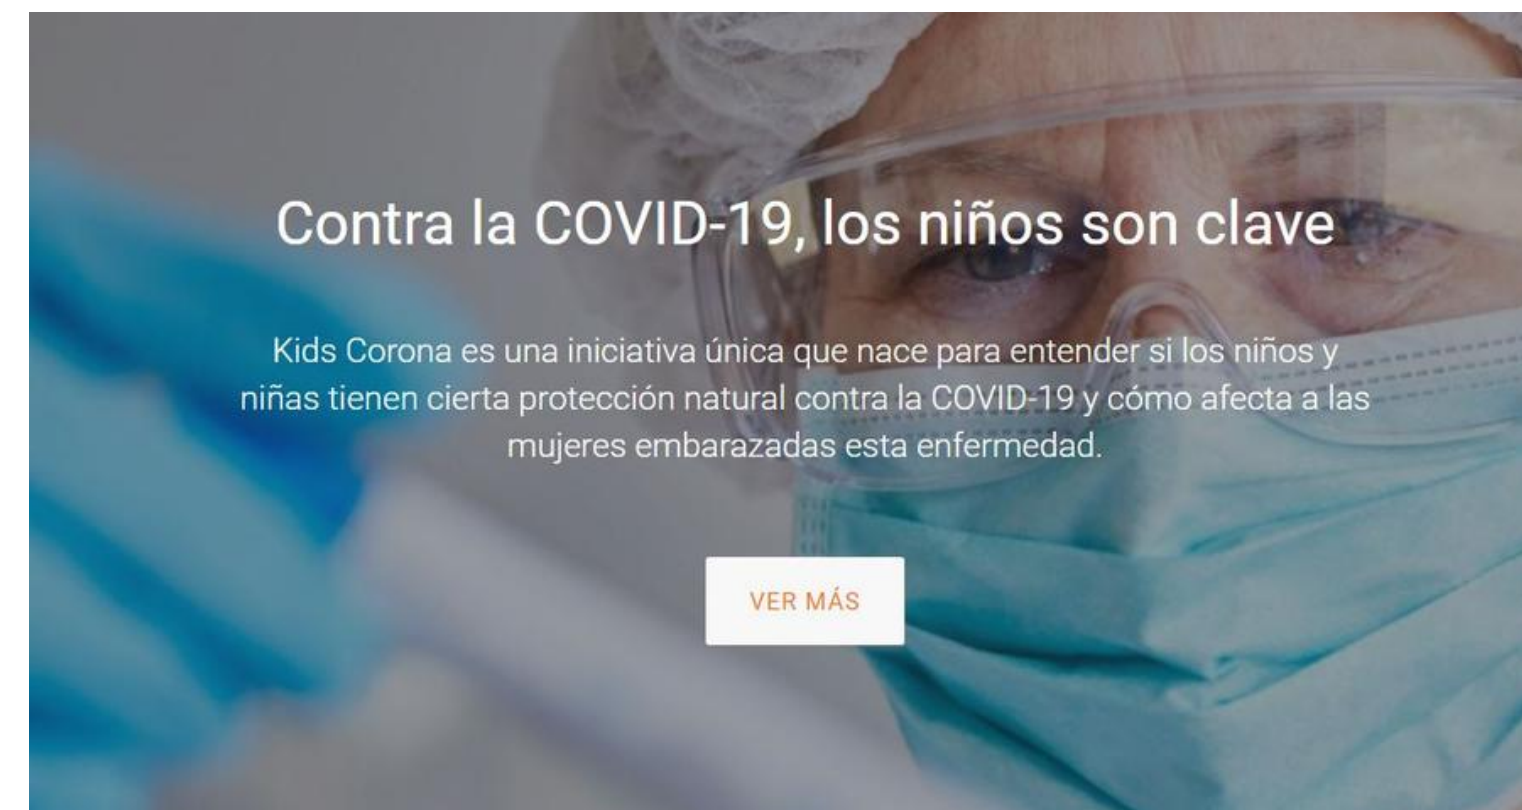 Contra la COVID-19, los niños son clave
Kids Corona es una iniciativa única que nace para entender si los niños y
niñas tienen cierta protección natural contra la COVID-19 y cómo afecta a las
mujeres embarazadas esta enfermedad.
VER MÁS